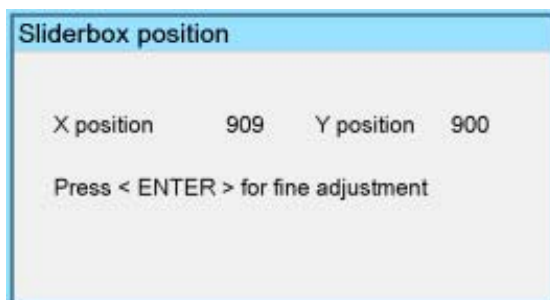 Sliderbox position
X position 909 Y position 900
Press < ENTER > for fine adjustment